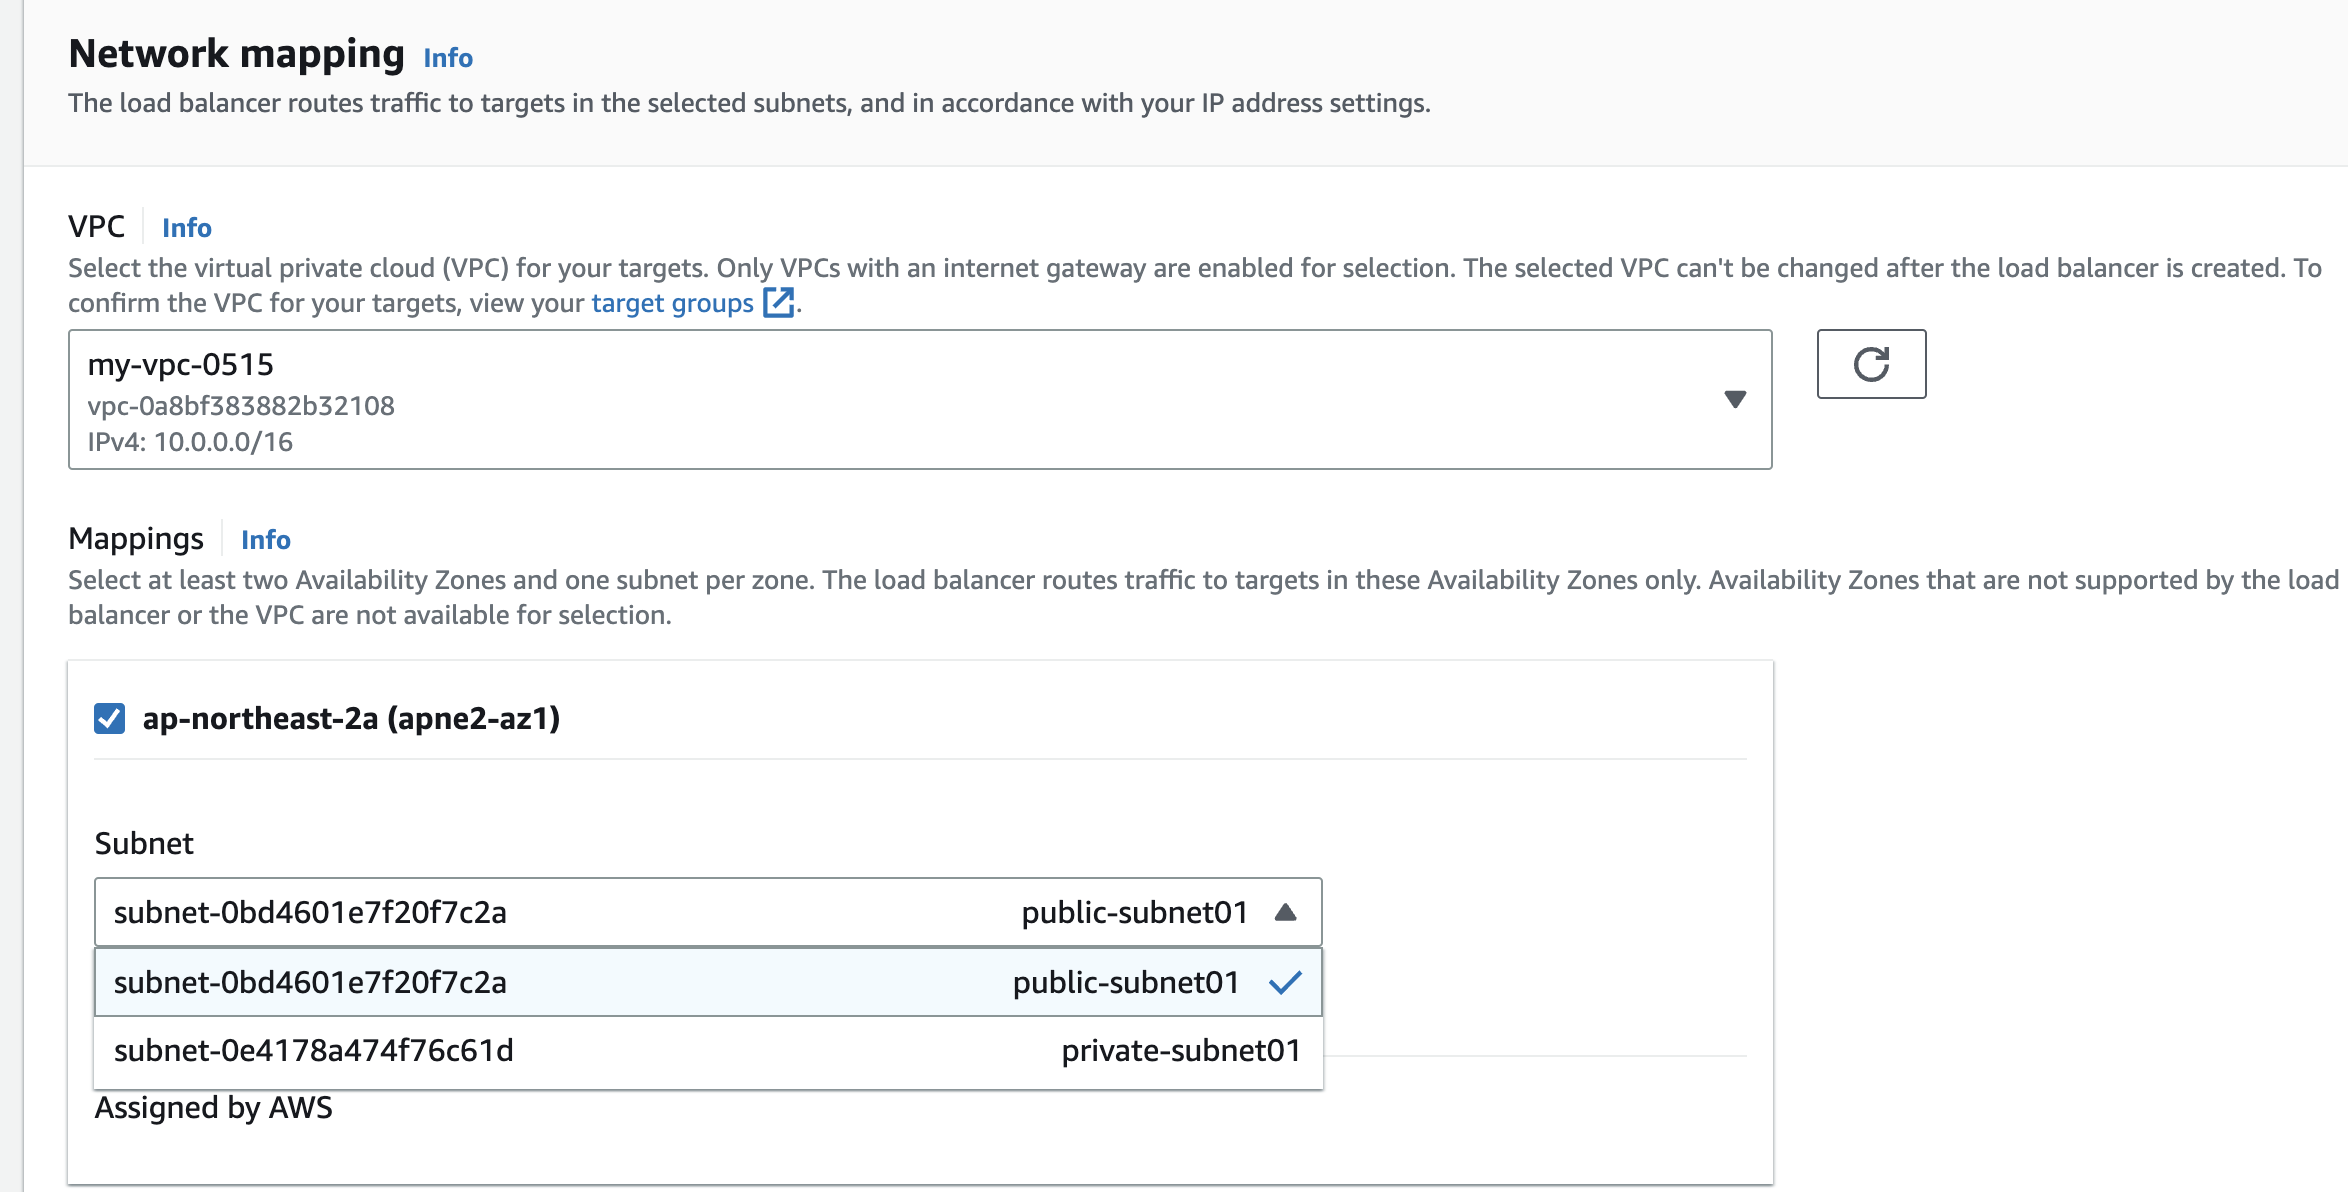 Network mapping Info
The load balancer routes traffic to targets in the selected subnets, and in accordance with your IP address settings.
VPC Info
Select the virtual private cloud (VPC) for your targets. Only VPCs with an internet gateway are enabled for selection. The selected VPC can't be changed after the load balancer is created. To
confirm the VPC for your targets, view your target groups.
my-vpc-0515
vpc-0a8bf383882b32108
IPv4: 10.0.0.0/16
Mappings Info
Select at least two Availability Zones and one subnet per zone. The load balancer routes traffic to targets in these Availability Zones only. Availability Zones that are not supported by the load
balancer or the VPC are not available for selection.
ap-northeast-2a (apne2-az1)
Subnet
subnet-0bd4601e7f20f7c2a public-subnet01
subnet-0bd4601e7f20f7c2a public-subnet01
subnet-0e4178a474f76c61d private-subnet01
Assigned by AWS